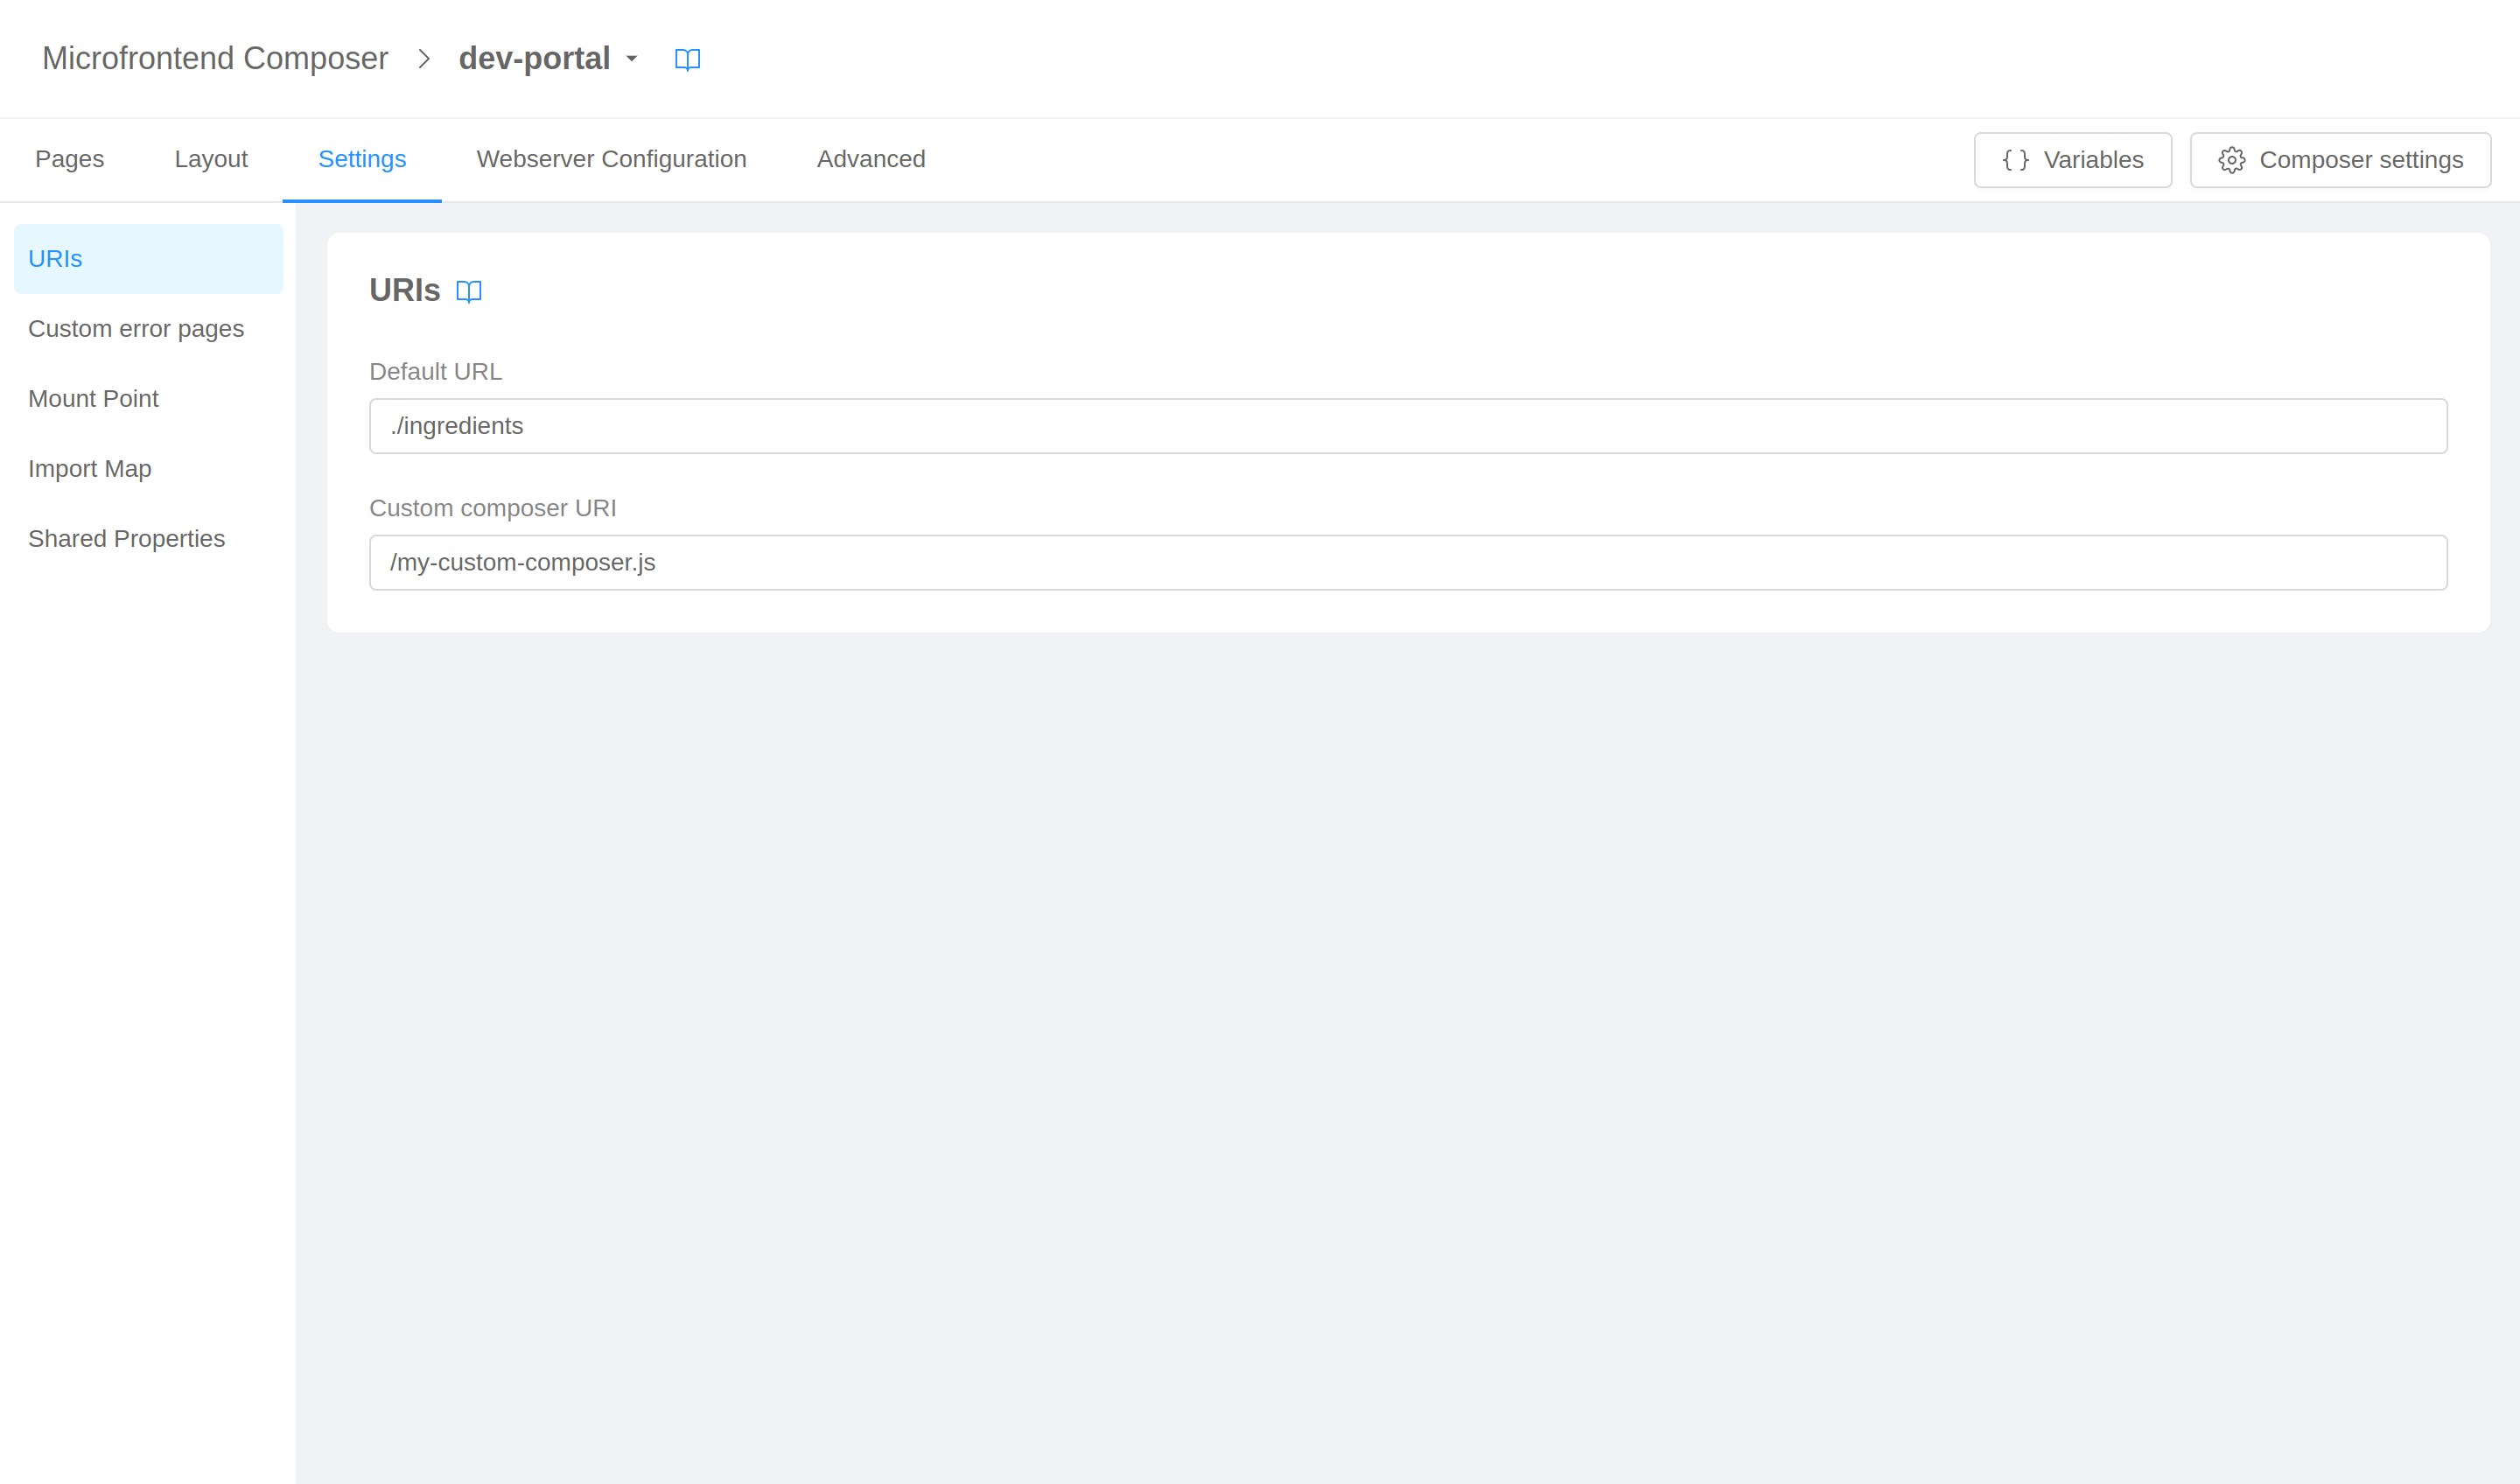 Microfrontend Composer > dev-portal
Pages Layout Settings Webserver Configuration Advanced { } Variables Composer settings
URIs
Custom error pages
Mount Point
Import Map
Shared Properties
URIs
Default URL
./ingredients
Custom composer URI
/my-custom-composer.js